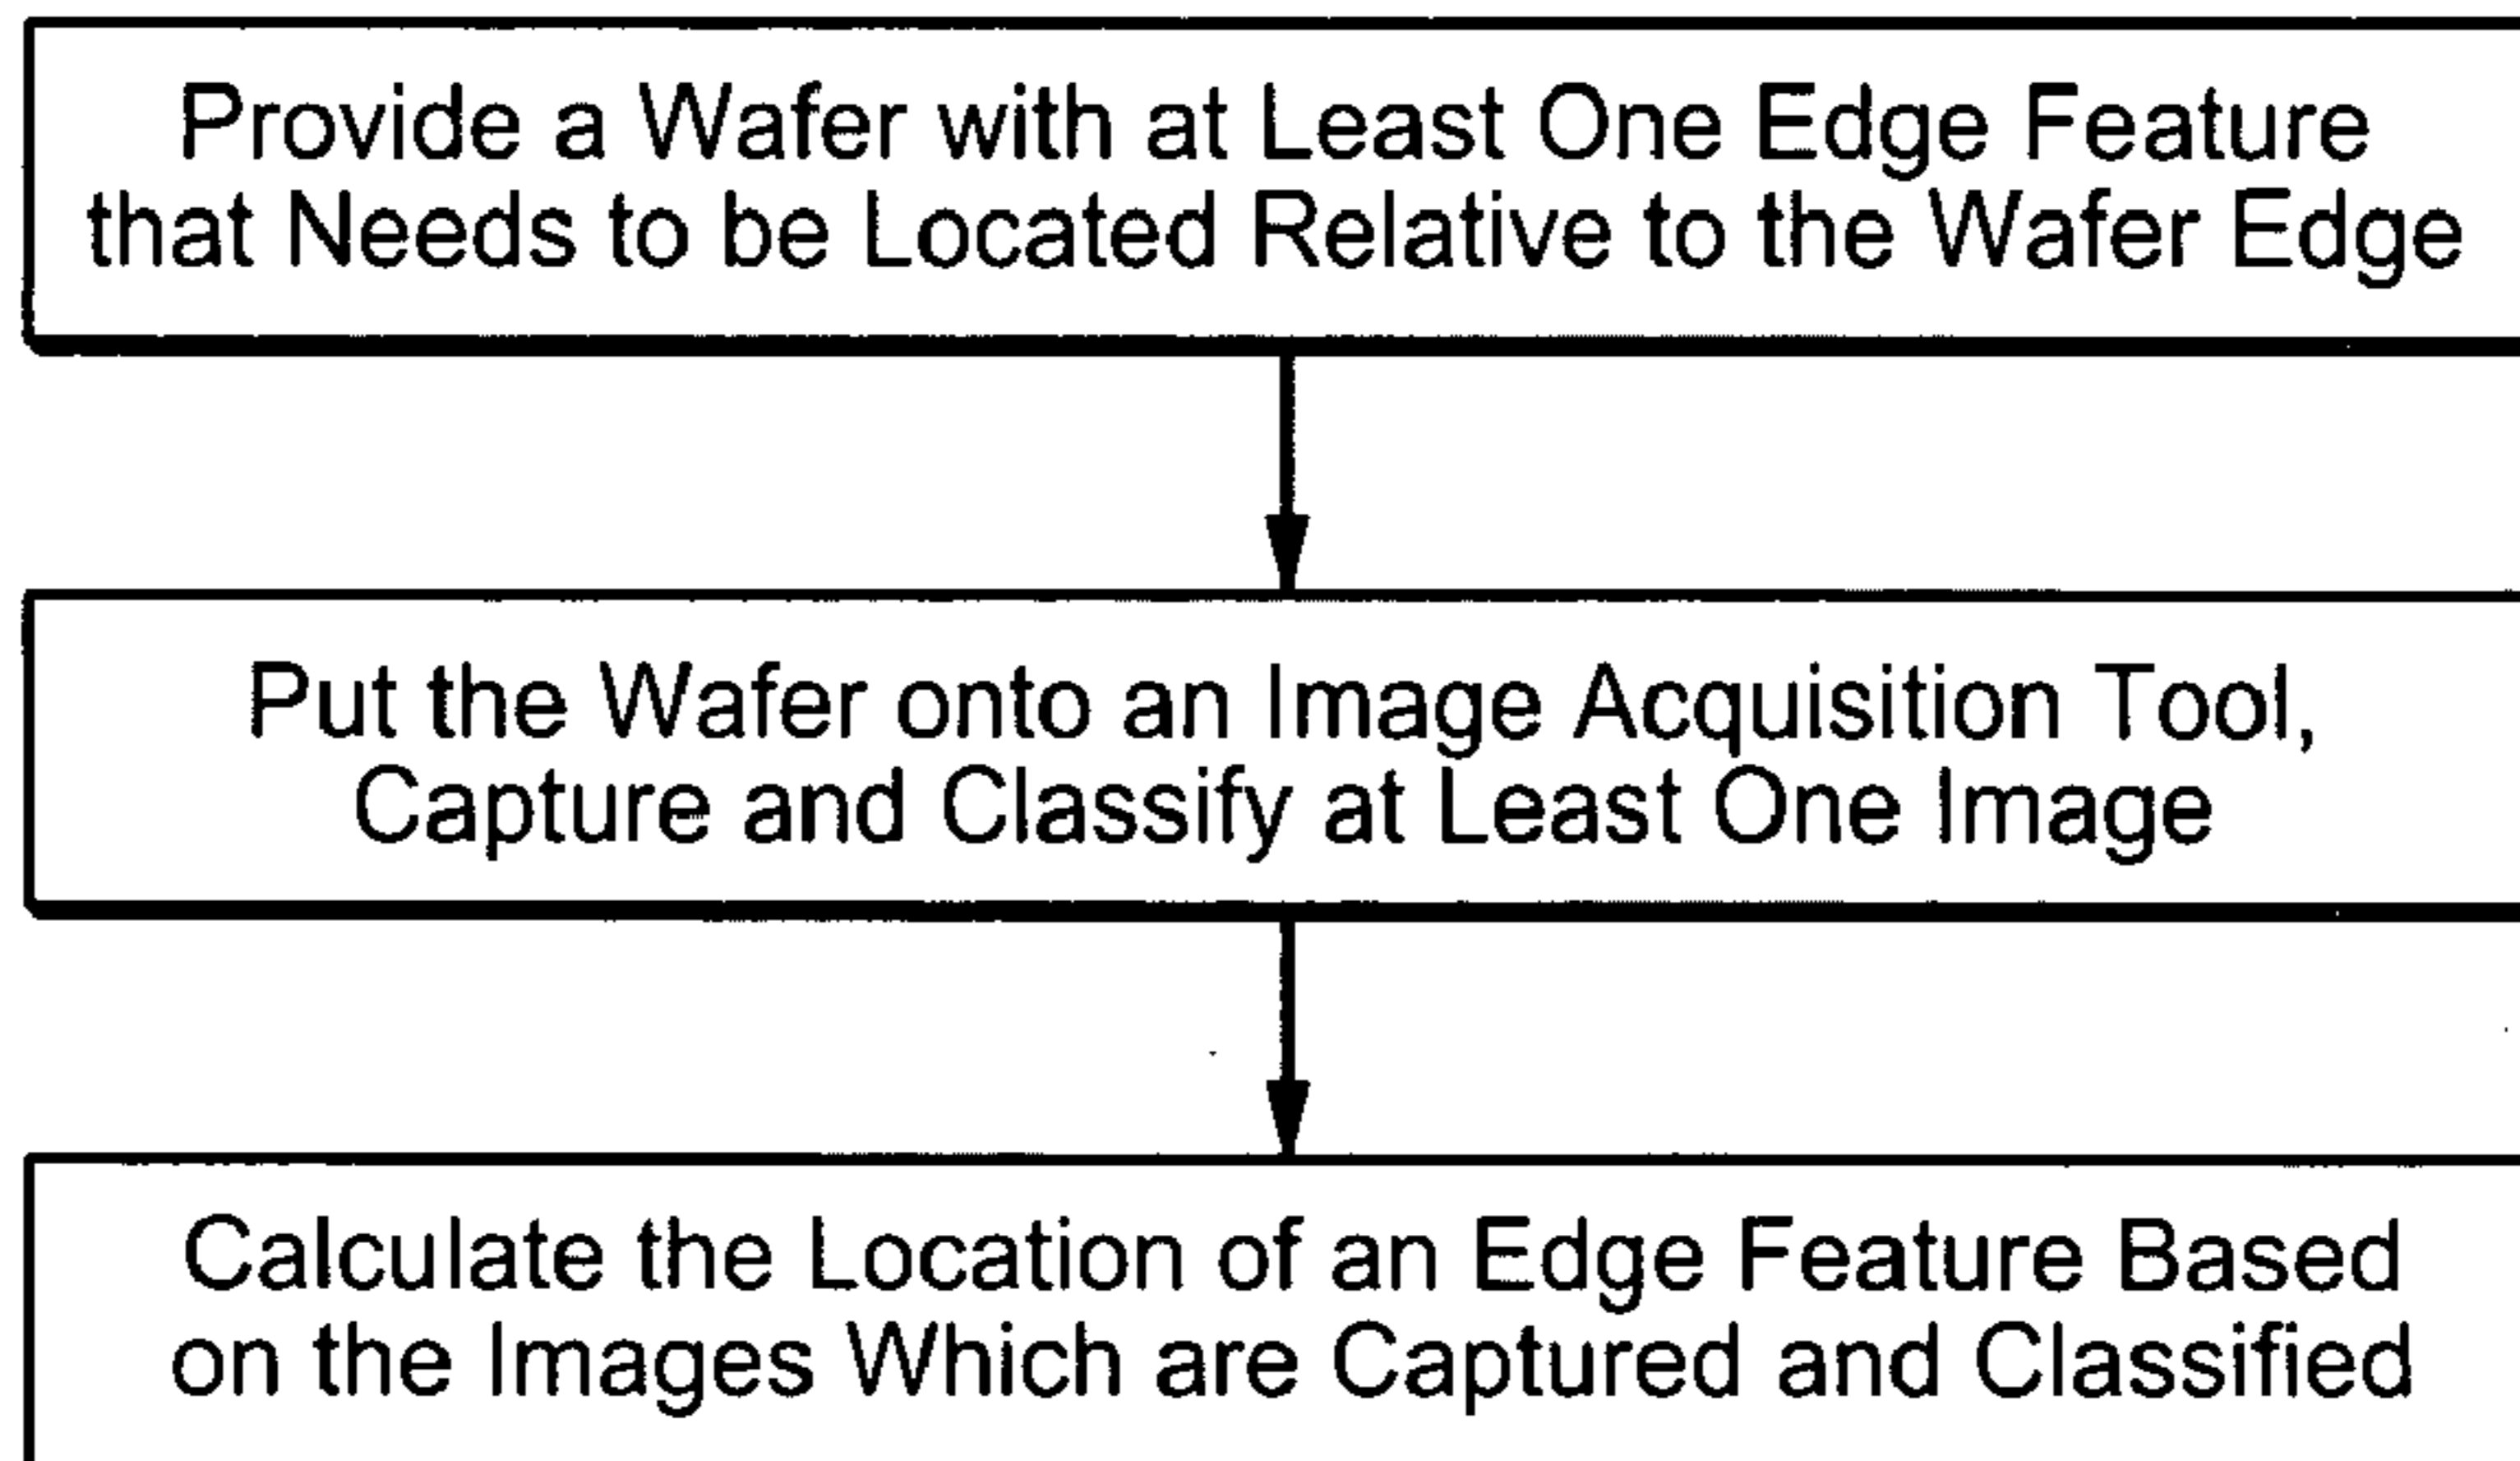 Provide a Wafer with at Least One Edge Feature
that Needs to be Located Relative to the Wafer Edge
Put the Wafer onto an Image Acquisition Tool,
Capture and Classify at Least One Image
Calculate the Location of an Edge Feature Based
on the Images Which are Captured and Classified